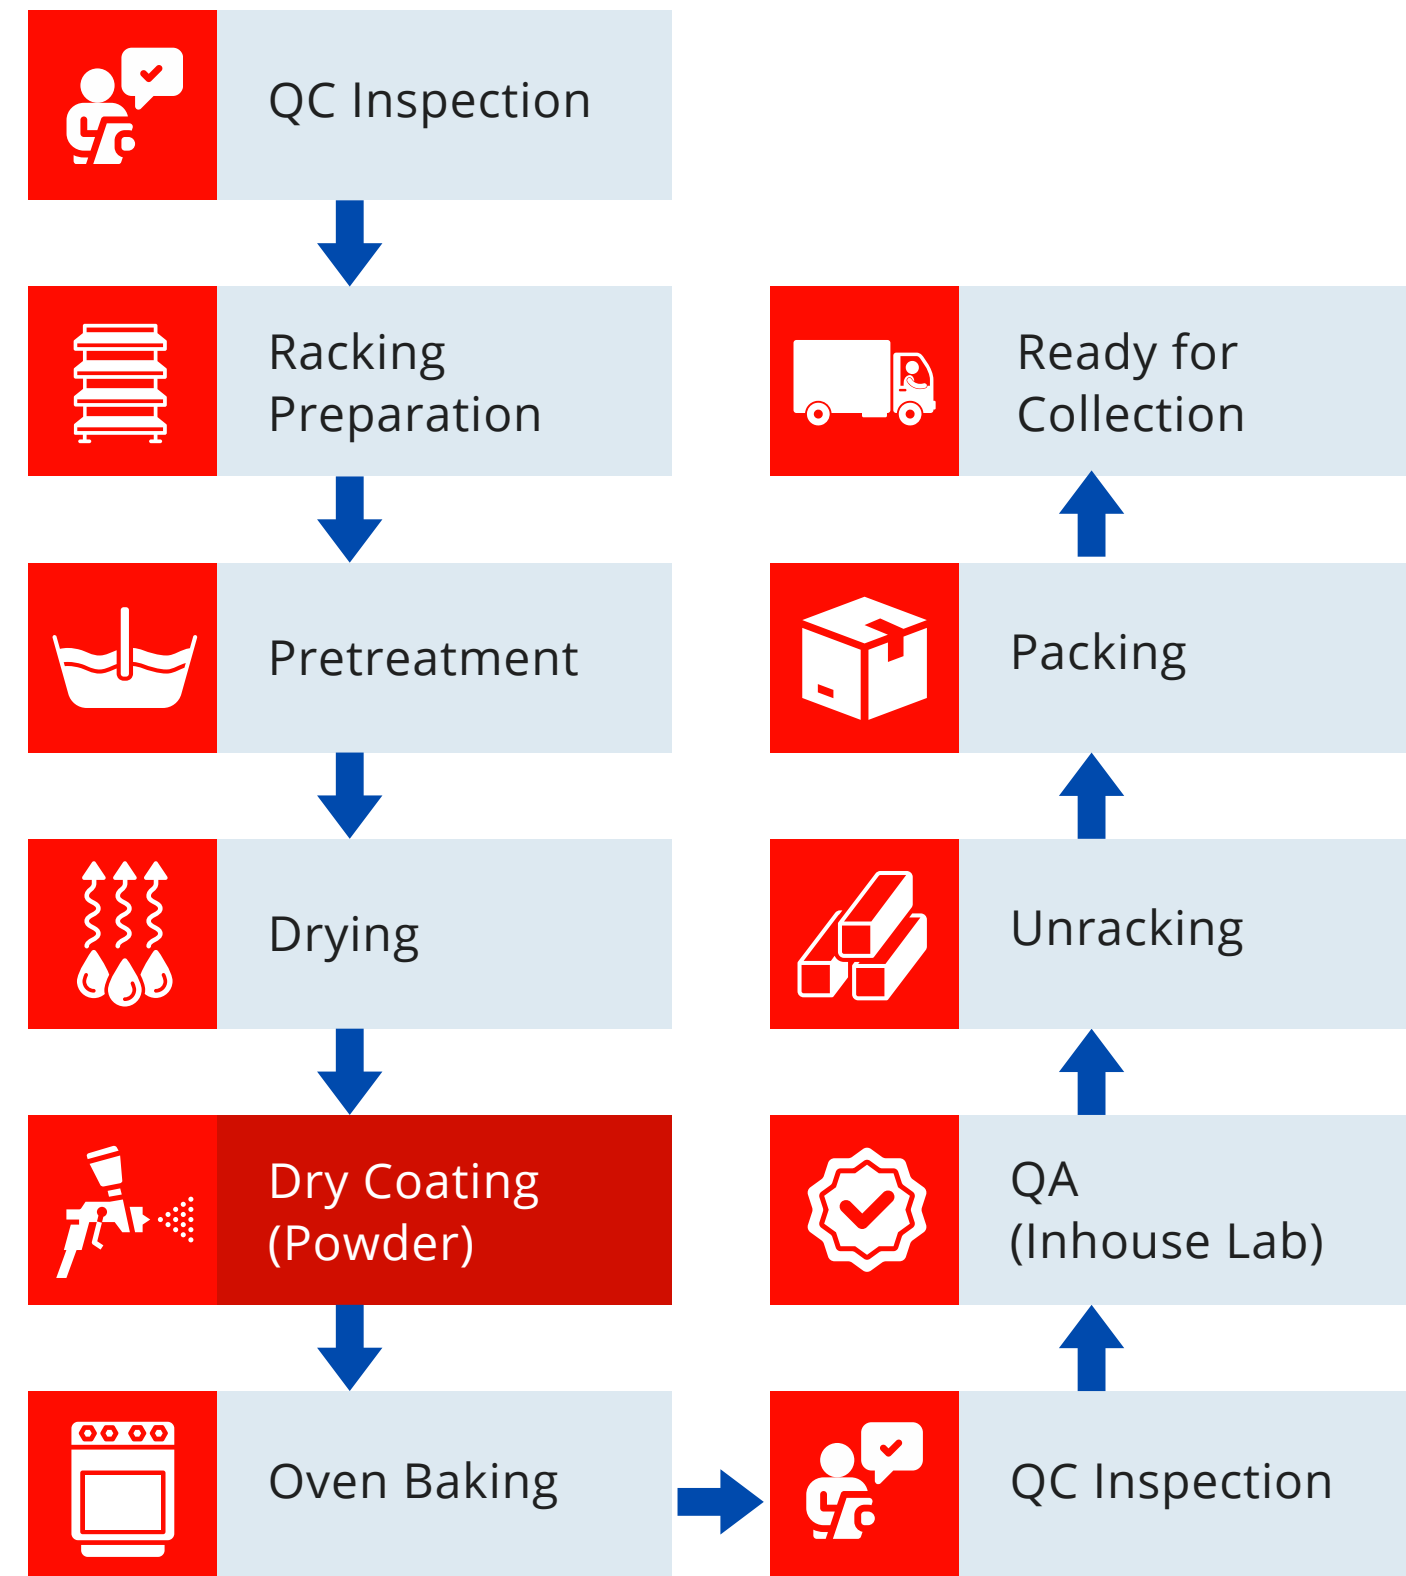 QC Inspection
Racking
Preparation
Pretreatment
Drying
Dry Coating
(Powder)
Oven Baking
QC Inspection
QA
(Inhouse Lab)
Unracking
Packing
Ready for
Collection